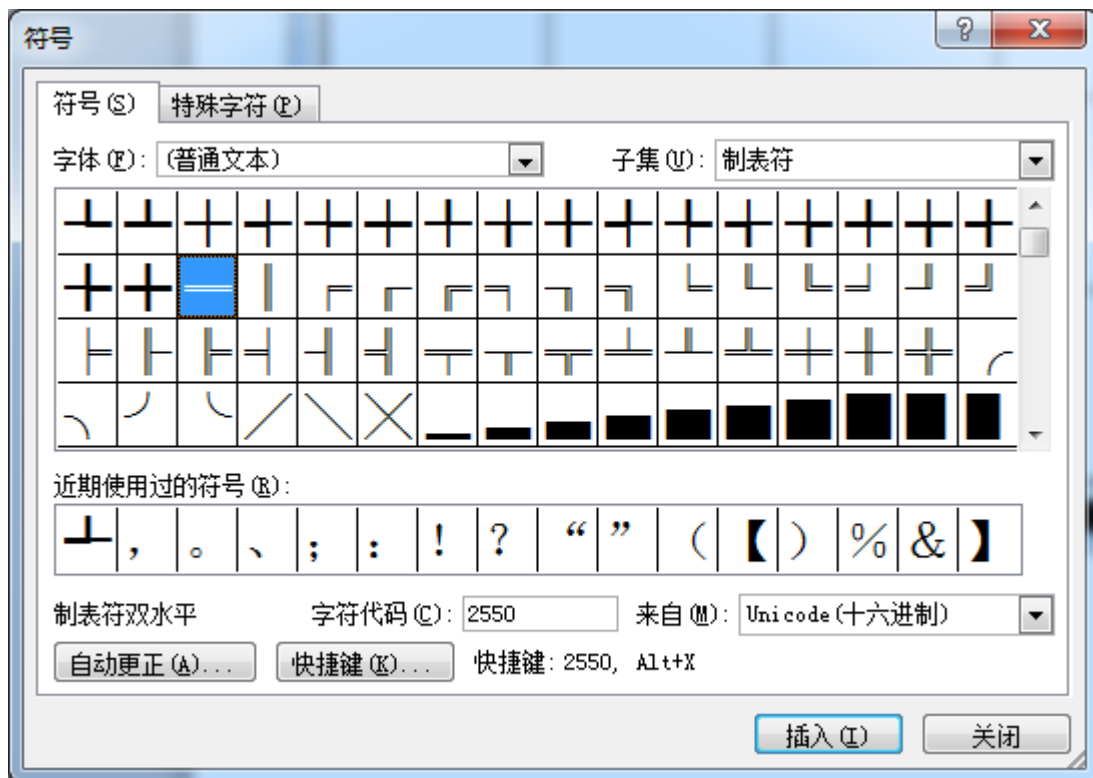 符号
符号(S) 特殊字符(P)
字体(F): (普通文本) 子集(U): 制表符
┹ ┻ ┼ ┽ ┾ ┿ ╀ ╁ ╂ ╃ ╄ ╅ ╆ ╇ ╈ ╉
╊ ╋ ═ ║ ╒ ╓ ╔ ╕ ╖ ╗ ╘ ╙ ╚ ╛ ╜ ╝
╞ ╟ ╠ ╡ ╢ ╣ ╤ ╥ ╦ ╧ ╨ ╩ ╪ ╫ ╬ ╭
╮ ╯ ╰ ╱ ╲ ╳ ▁ ▂ ▃ ▄ ▅ ▆ ▇ █ ▉ ▊
近期使用过的符号(R):
┹ , 。 、 ; : ! ? “ ” ( 【 ) % & 】
制表符双水平 字符代码(C): 2550 来自(M): Unicode(十六进制)
自动更正(A)... 快捷键(K)... 快捷键: 2550, Alt+X
插入(I) 关闭